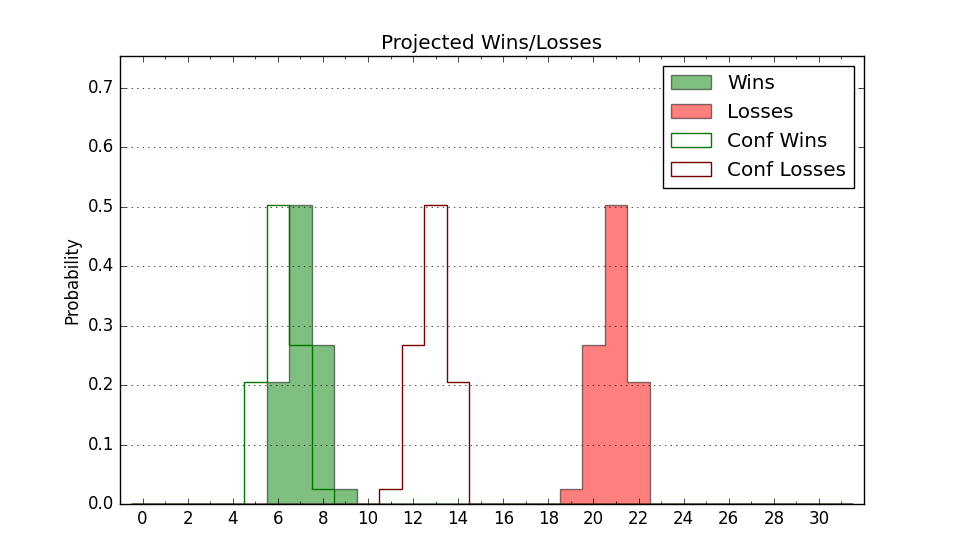 Projected Wins/Losses
Wins
Losses
Conf Wins
Conf Losses
Probability
0.7
0.6
0.5
0.4
0.3
0.2
0.1
0.0
0 2 4 6 8 10 12 14 16 18 20 22 24 26 28 30